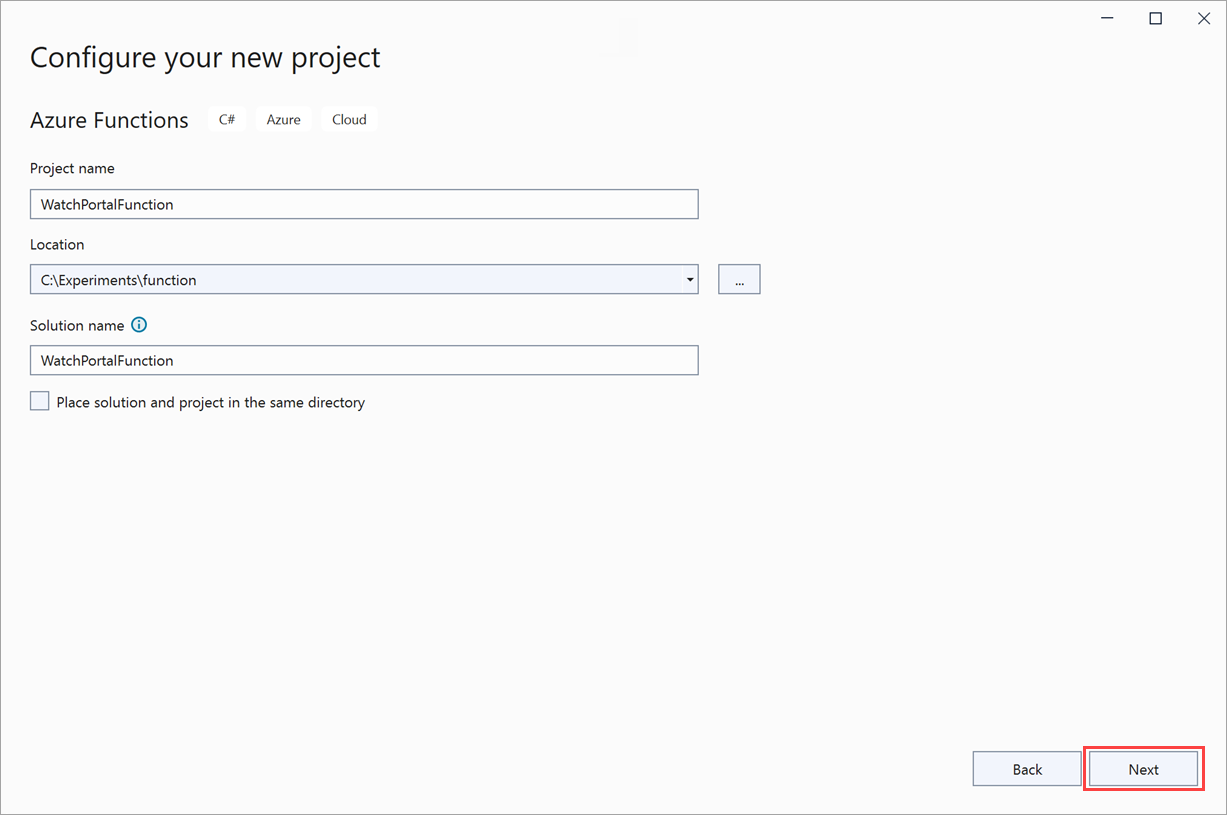 Configure your new project
Azure Functions C# Azure Cloud
Project name
WatchPortalFunction
Location
C:\Experiments\function ...
Solution name
WatchPortalFunction
Place solution and project in the same directory
Back Next